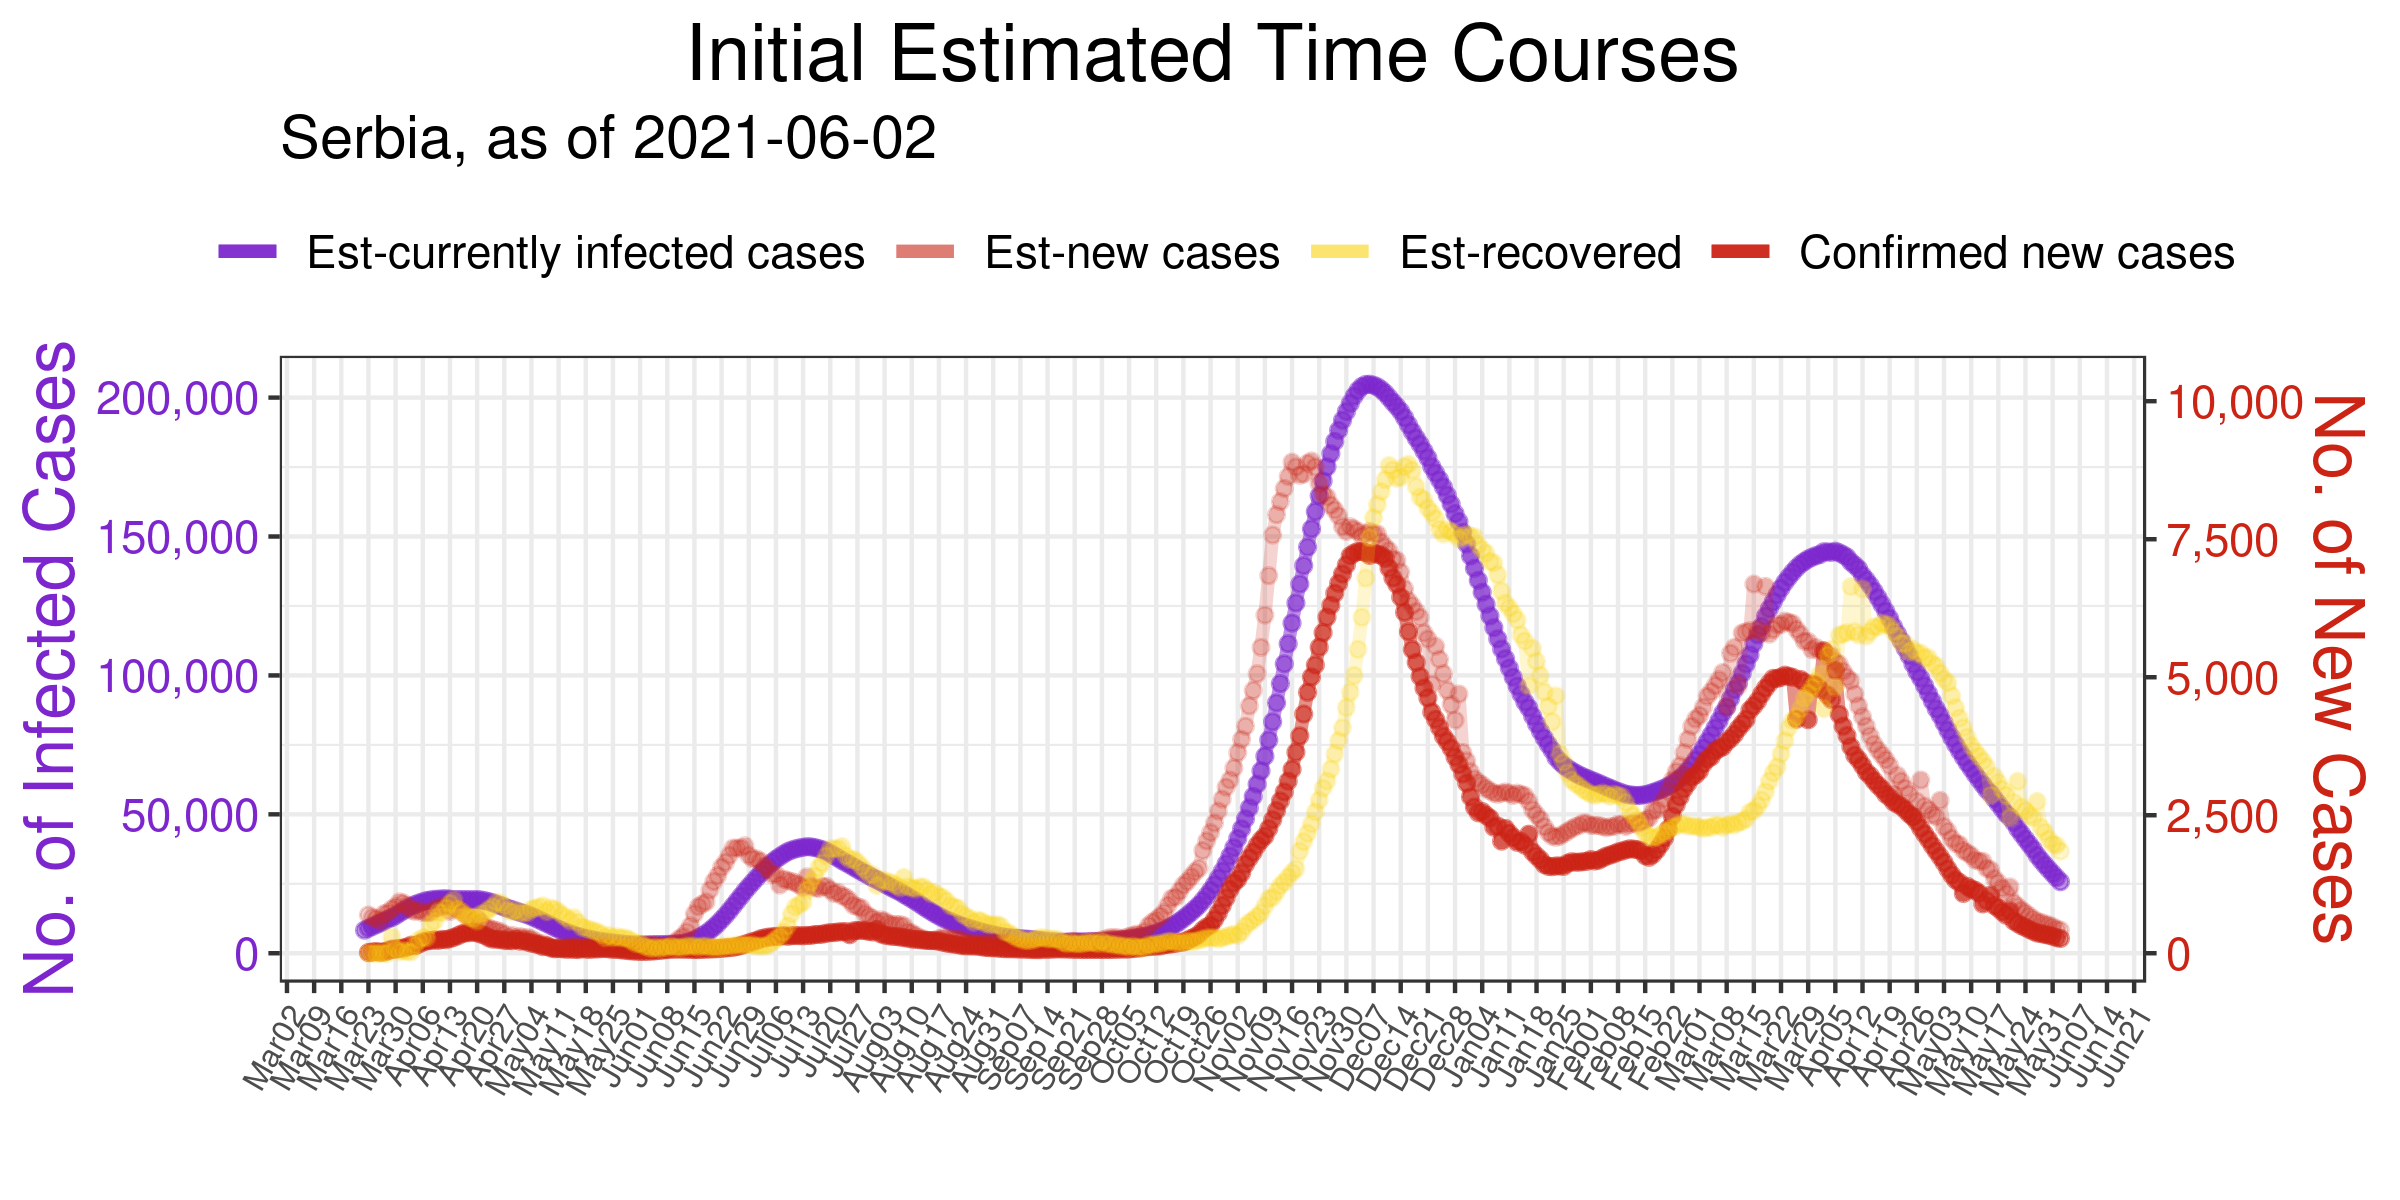 Initial Estimated Time Courses
Serbia, as of 2021-06-02
Est-currently infected cases Est-new cases Est-recovered Confirmed new cases
No. of Infected Cases
200,000
150,000
100,000
50,000
0
10,000
7,500
5,000
2,500
0
No. of New Cases
Mar02 Mar09 Mar16 Mar23 Mar30 Apr06 Apr13 Apr20 Apr27 May04 May11 May18 May25 Jun01 Jun08 Jun15 Jun22 Jun29 Jul06 Jul13 Jul20 Jul27 Aug03 Aug10 Aug17 Aug24 Aug31 Sep07 Sep14 Sep21 Sep28 Oct05 Oct12 Oct19 Oct26 Nov02 Nov09 Nov16 Nov23 Nov30 Dec07 Dec14 Dec21 Dec28 Jan04 Jan11 Jan18 Jan25 Feb01 Feb08 Feb15 Feb22 Mar01 Mar08 Mar15 Mar22 Mar29 Apr05 Apr12 Apr19 Apr26 May03 May10 May17 May24 May31 Jun07 Jun14 Jun21